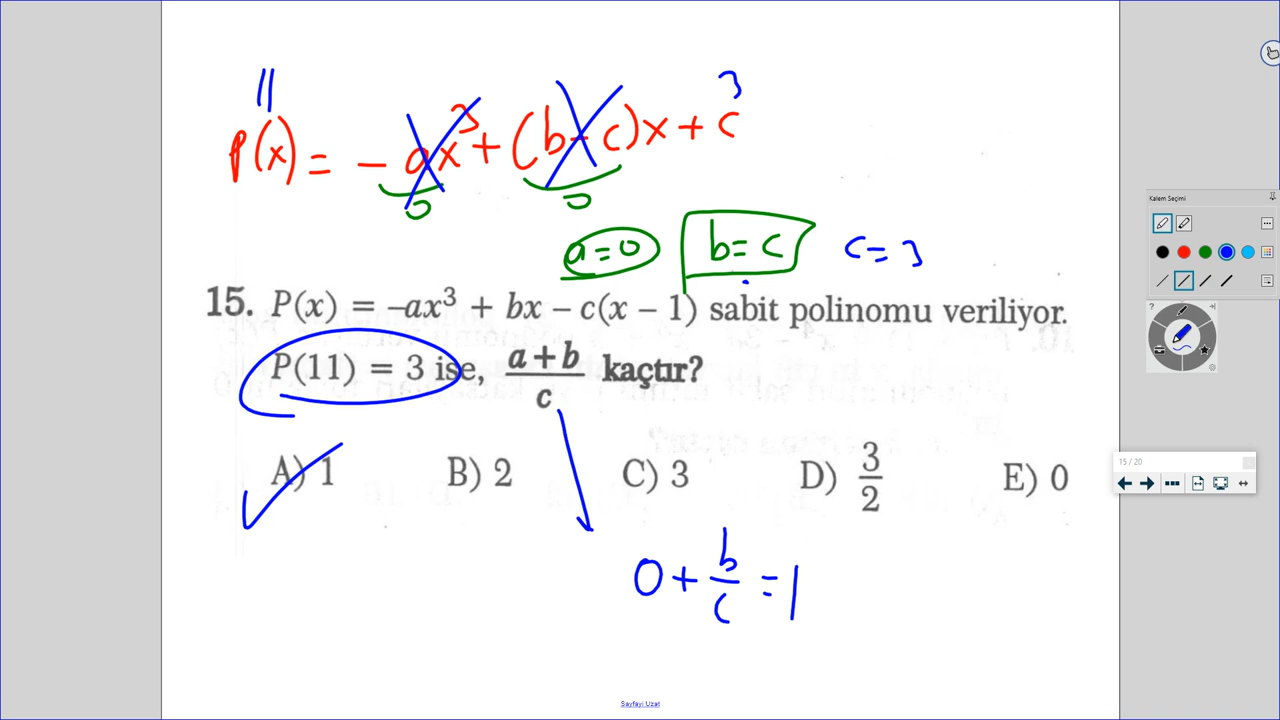 11
P(x) = -ax³ + (b-c)x + c 3
0 0
a=0 b=c c=3
15. P(x) = –ax³ + bx – c(x – 1) sabit polinomu veriliyor.
P(11) = 3 ise, a+b/c kaçtır?
A) 1 B) 2 C) 3 D) 3/2 E) 0
0 + b/c = 1
Kalem Seçimi
?
15 / 20
Sayfayı Uzat